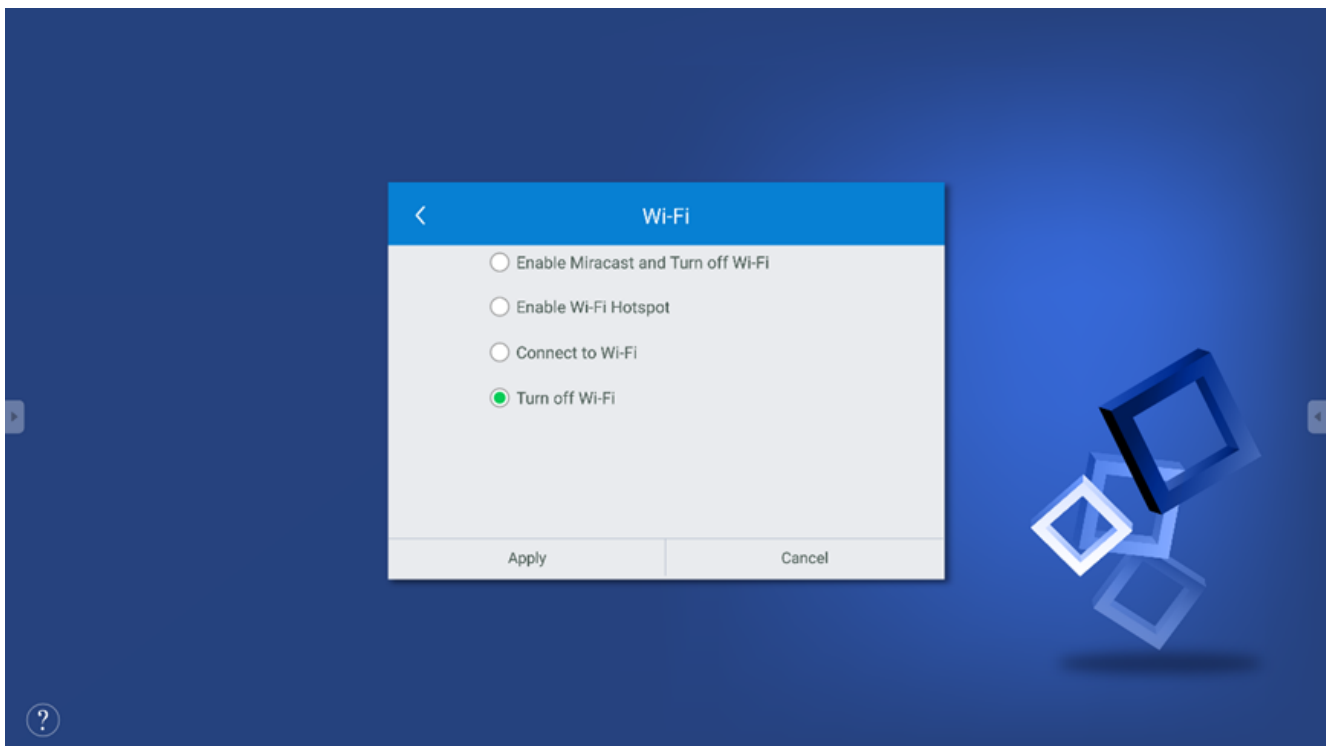 Wi-Fi
Enable Miracast and Turn off Wi-Fi
Enable Wi-Fi Hotspot
Connect to Wi-Fi
Turn off Wi-Fi
Apply Cancel
?